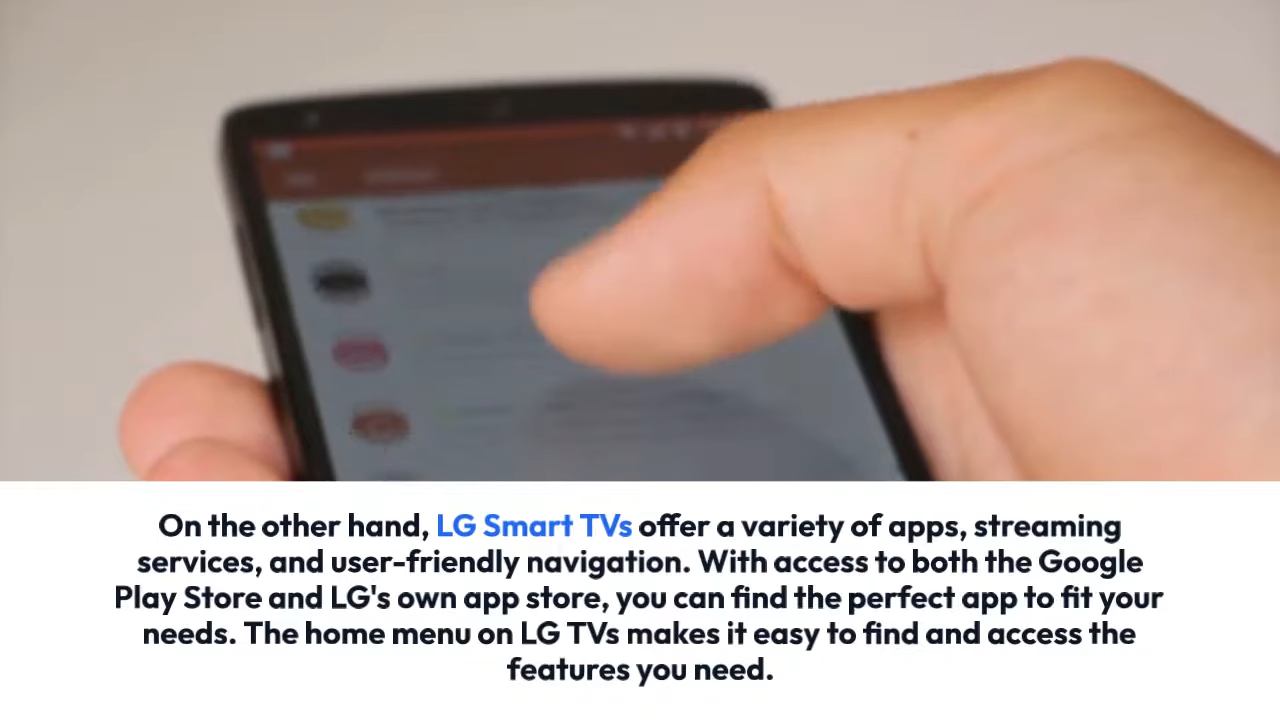 On the other hand, LG Smart TVs offer a variety of apps, streaming
services, and user-friendly navigation. With access to both the Google
Play Store and LG's own app store, you can find the perfect app to fit your
needs. The home menu on LG TVs makes it easy to find and access the
features you need.